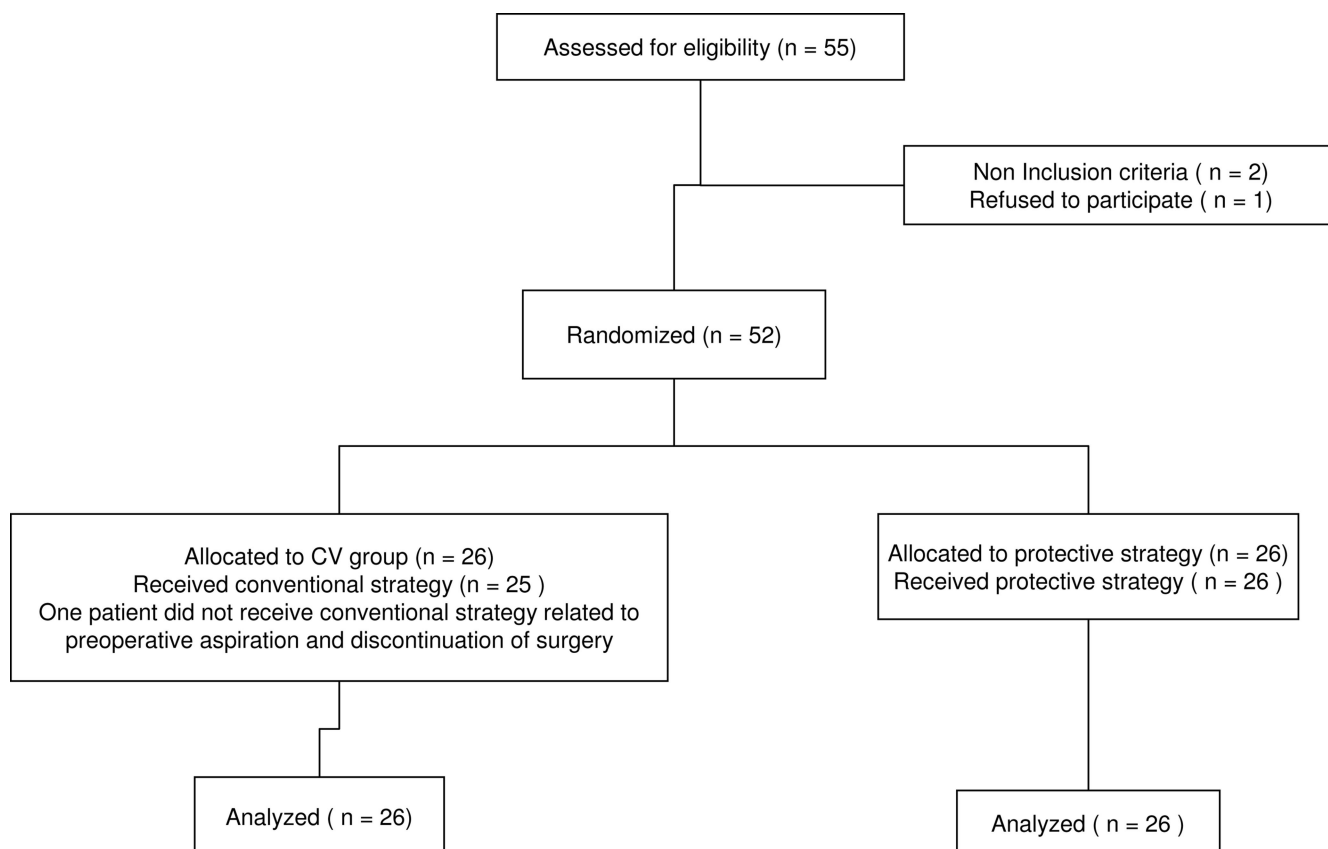 Assessed for eligibility (n = 55)
Non Inclusion criteria ( n = 2)
Refused to participate ( n = 1)
Randomized (n = 52)
Allocated to CV group (n = 26)
Received conventional strategy (n = 25 )
One patient did not receive conventional strategy related to
preoperative aspiration and discontinuation of surgery
Allocated to protective strategy (n = 26)
Received protective strategy ( n = 26 )
Analyzed ( n = 26)
Analyzed ( n = 26 )